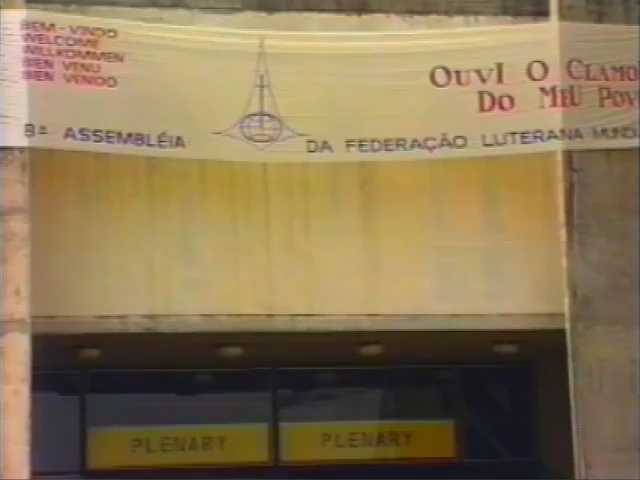 BEM-VINDO
WELCOME
WILLKOMMEN
BIEN VENU
BIEN VENIDO
OUVI O CLAMO
DO MEU POV
8ª ASSEMBLÉIA DA FEDERAÇÃO LUTERANA MUND
PLENARY PLENARY